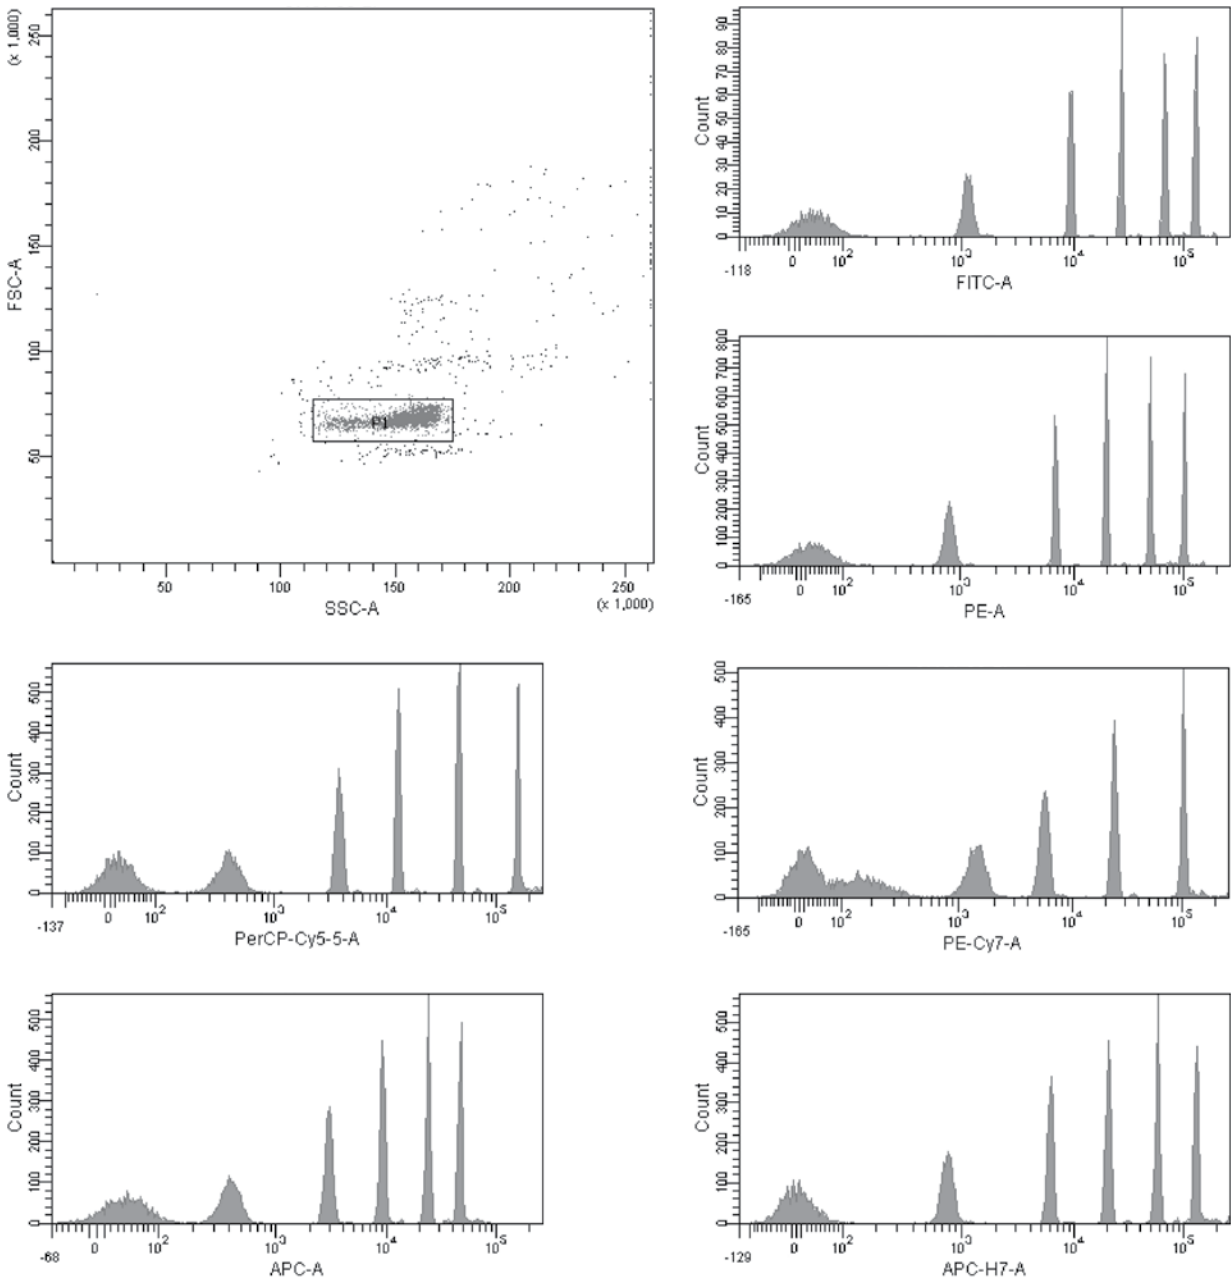 (x 1,000)
250
200
150
100
50
FSC-A
P1
50 100 150 200 250
(x 1,000)
SSC-A
90
80
70
60
50
40
30
20
10
0
Count
-118 0 10² 10³ 10⁴ 10⁵
FITC-A
800
700
600
500
400
300
200
100
0
Count
-165 0 10² 10³ 10⁴ 10⁵
PE-A
500
400
300
200
100
0
Count
-137 0 10² 10³ 10⁴ 10⁵
PerCP-Cy5-5-A
500
400
300
200
100
0
Count
-165 0 10² 10³ 10⁴ 10⁵
PE-Cy7-A
500
400
300
200
100
0
Count
-68 0 10² 10³ 10⁴ 10⁵
APC-A
500
400
300
200
100
0
Count
-129 0 10² 10³ 10⁴ 10⁵
APC-H7-A